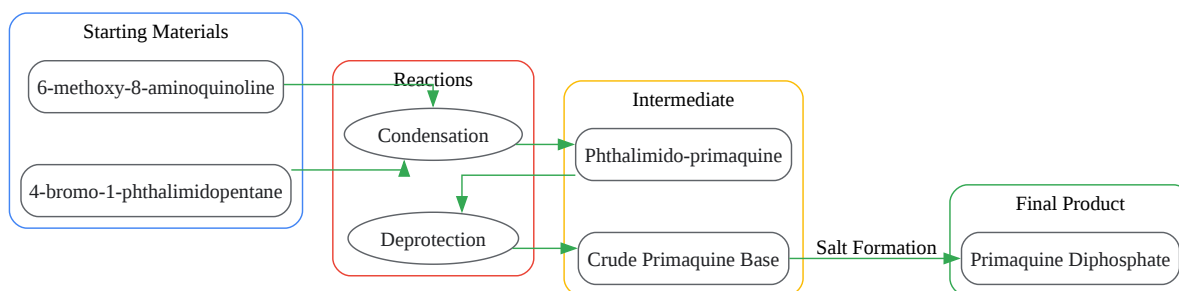 Starting Materials
6-methoxy-8-aminoquinoline
4-bromo-1-phthalimidopentane
Reactions
Condensation
Deprotection
Intermediate
Phthalimido-primaquine
Crude Primaquine Base
Salt Formation
Final Product
Primaquine Diphosphate